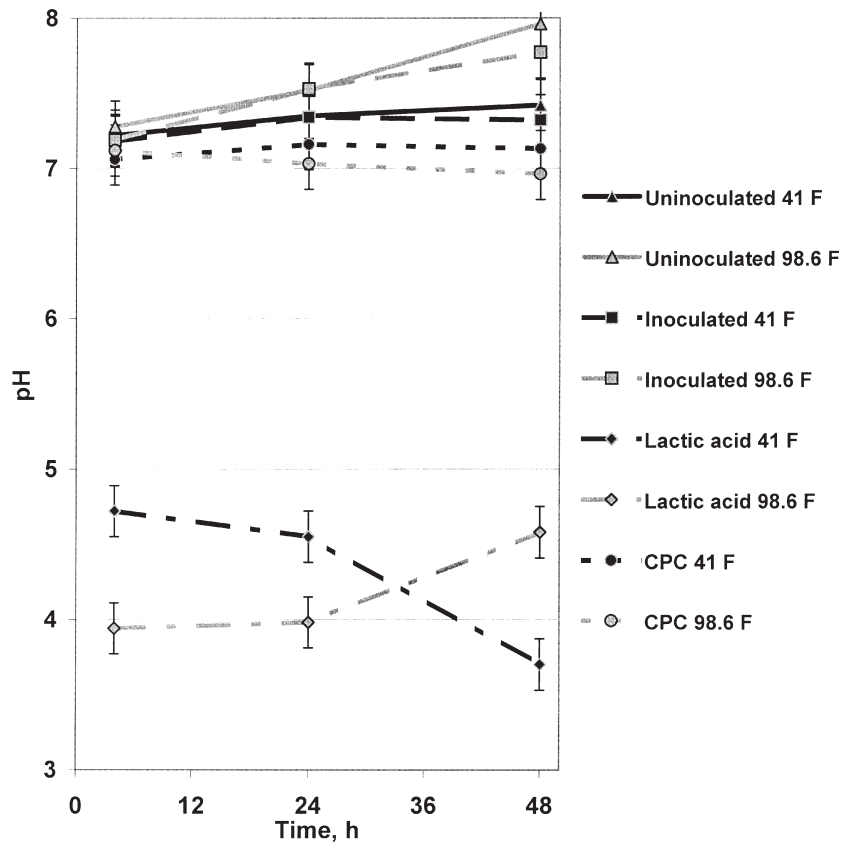 8
7
6
5
4
3
pH
0 12 24 36 48
Time, h
Uninoculated 41 F
Uninoculated 98.6 F
Inoculated 41 F
Inoculated 98.6 F
Lactic acid 41 F
Lactic acid 98.6 F
CPC 41 F
CPC 98.6 F